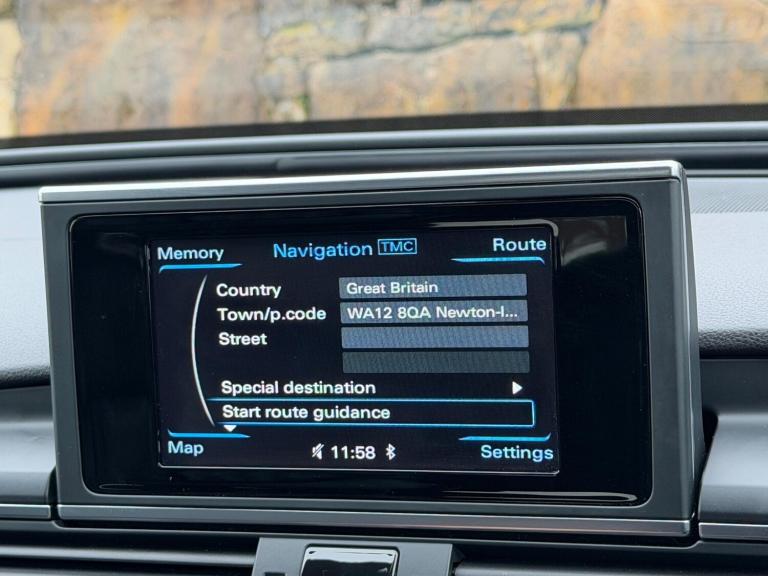 Memory Navigation TMC Route
Country Great Britain
Town/p.code WA12 8QA Newton-l...
Street
Special destination
Start route guidance
Map 11:58 Settings